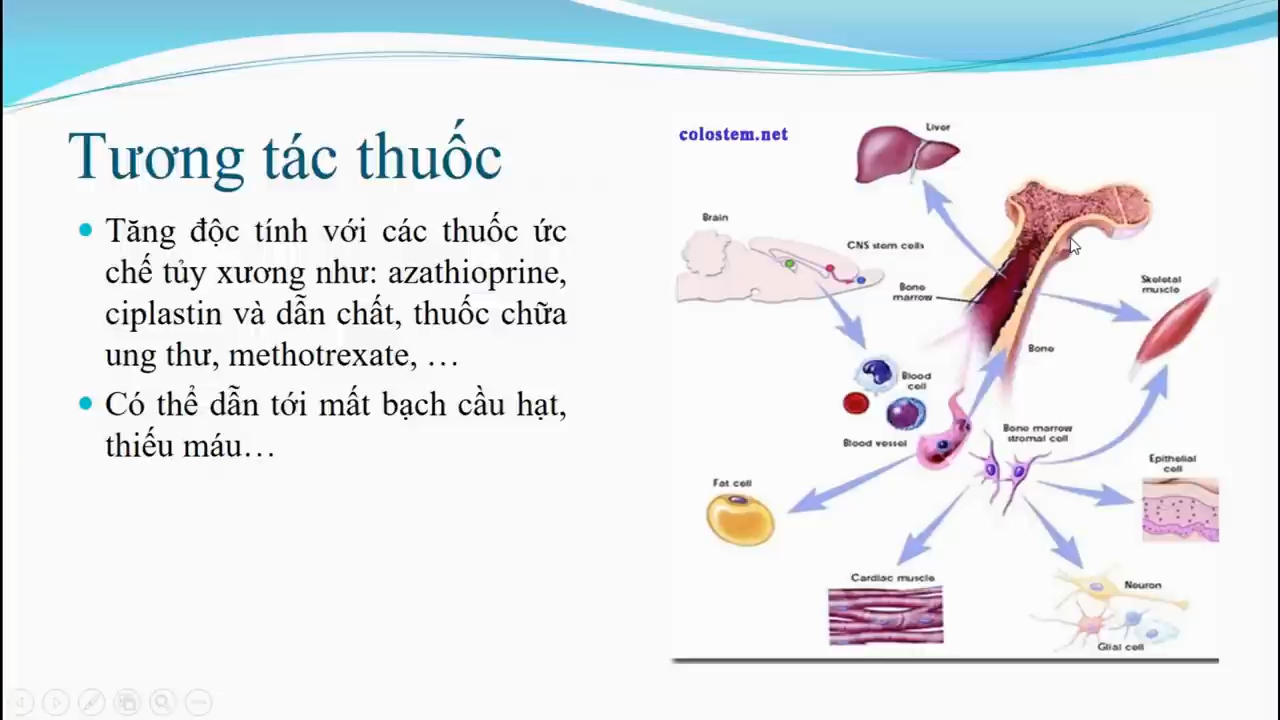 Tương tác thuốc
Tăng độc tính với các thuốc ức
chế tủy xương như: azathioprine,
ciplastin và dẫn chất, thuốc chữa
ung thư, methotrexate, …
Có thể dẫn tới mất bạch cầu hạt,
thiếu máu…
colostem.net
Liver
Brain
CNS stem cells
Bone
marrow
Skeletal
muscle
Bone
Blood
cell
Blood vessel
Bone marrow
stromal cell
Epithelial
cell
Fat cell
Cardiac muscle
Neuron
Glial cell